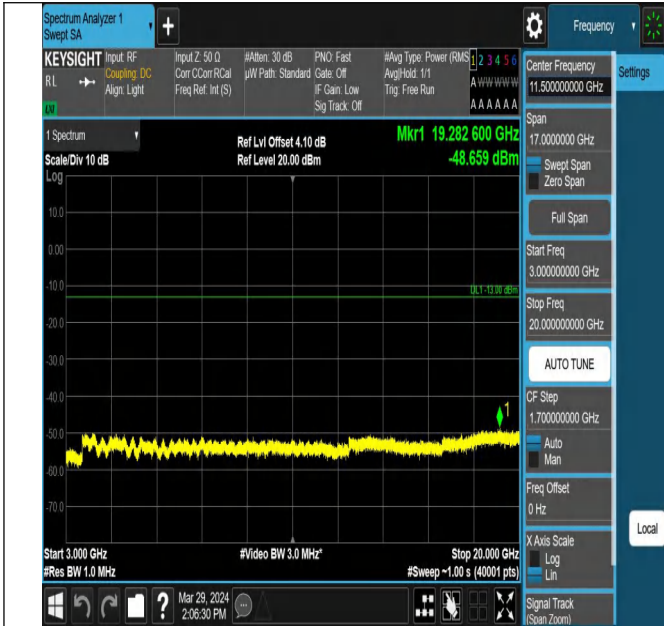 Spectrum Analyzer 1
Swept SA
Frequency
KEYSIGHT
RL
LXI
Input: RF
Coupling: DC
Align: Light
Input Z: 50 Ω
Corr CCorr RCal
Freq Ref: Int (S)
#Atten: 30 dB
µW Path: Standard
PNO: Fast
Gate: Off
IF Gain: Low
Sig Track: Off
#Avg Type: Power (RMS
Avg|Hold: 1/1
Trig: Free Run
1 2 3 4 5 6
A W W W W W
A A A A A A
1 Spectrum
Scale/Div 10 dB
Ref Lvl Offset 4.10 dB
Ref Level 20.00 dBm
Mkr1 19.282 600 GHz
-48.659 dBm
Log
10.0
0.00
-10.0
DL1 -13.00 dBm
-20.0
-30.0
-40.0
1
-50.0
-60.0
-70.0
Start 3.000 GHz
#Res BW 1.0 MHz
#Video BW 3.0 MHz*
Stop 20.000 GHz
#Sweep ~1.00 s (40001 pts)
Mar 29, 2024
2:06:30 PM
Center Frequency
11.500000000 GHz
Settings
Span
17.0000000 GHz
Swept Span
Zero Span
Full Span
Start Freq
3.000000000 GHz
Stop Freq
20.000000000 GHz
AUTO TUNE
CF Step
1.700000000 GHz
Auto
Man
Freq Offset
0 Hz
X Axis Scale
Log
Lin
Local
Signal Track
(Span Zoom)